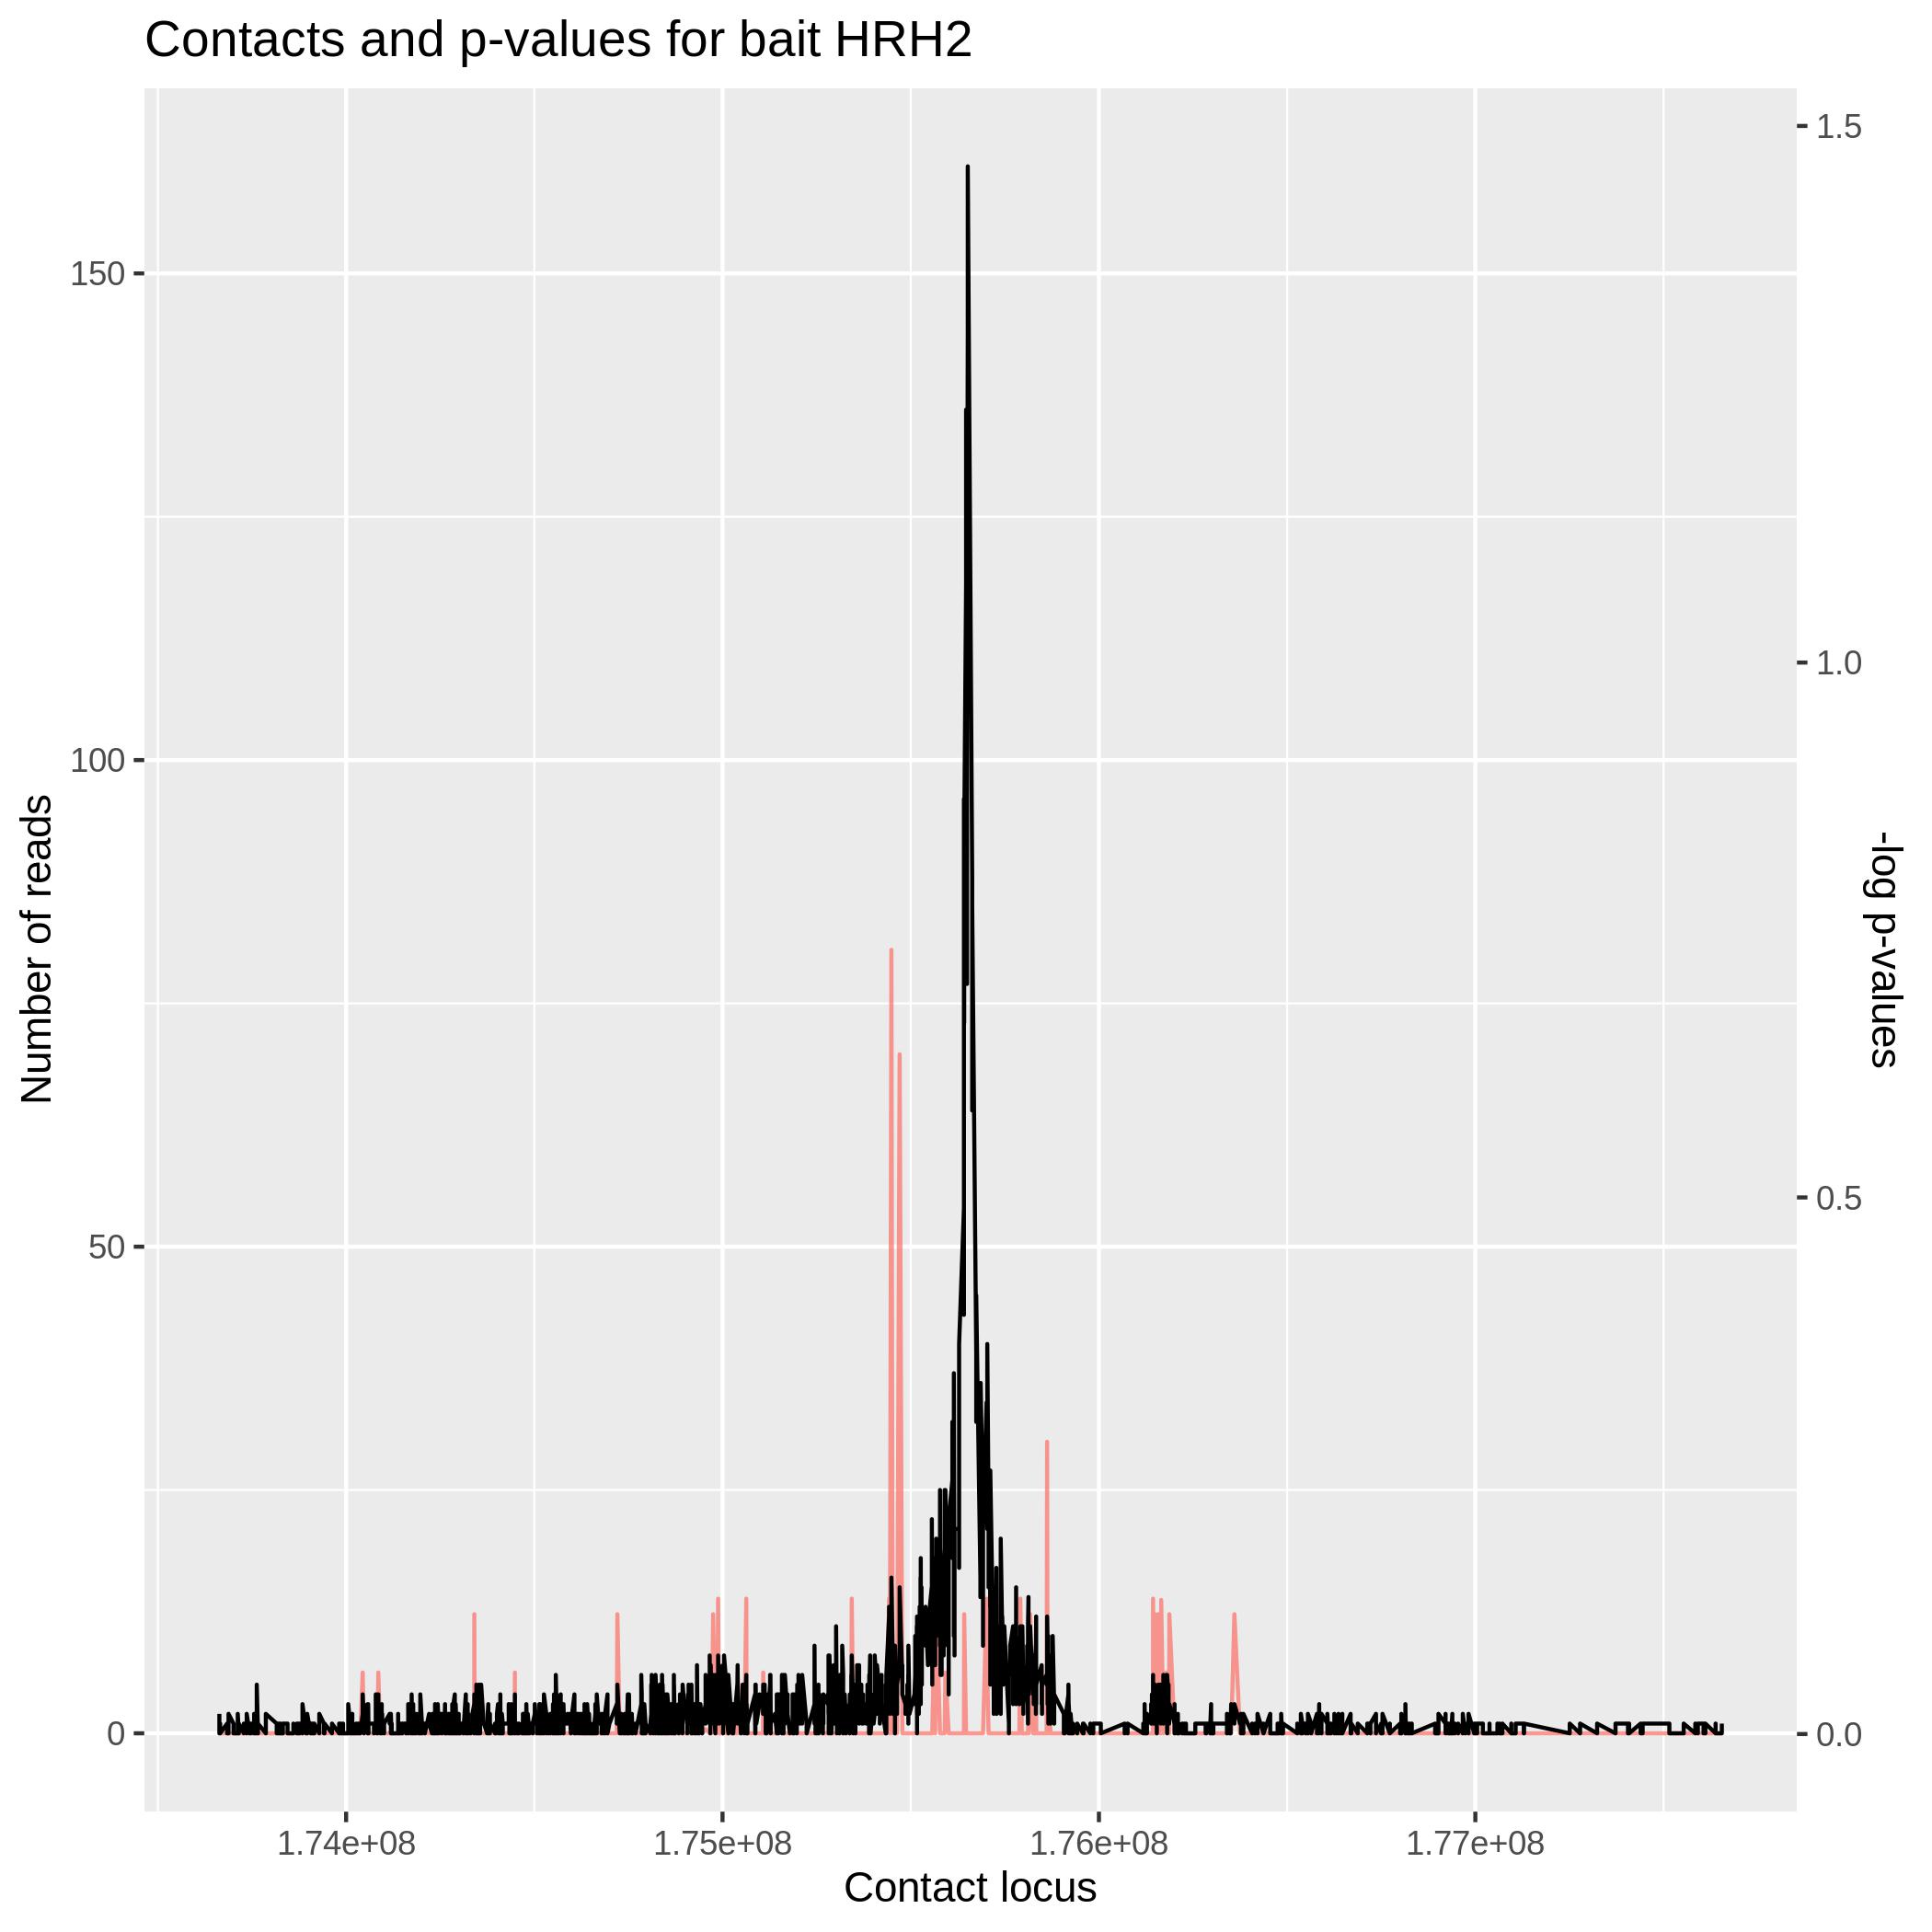 Contacts and p-values for bait HRH2
150
100
50
0
Number of reads
1.5
1.0
0.5
0.0
-log p-values
1.74e+08
1.75e+08
1.76e+08
1.77e+08
Contact locus